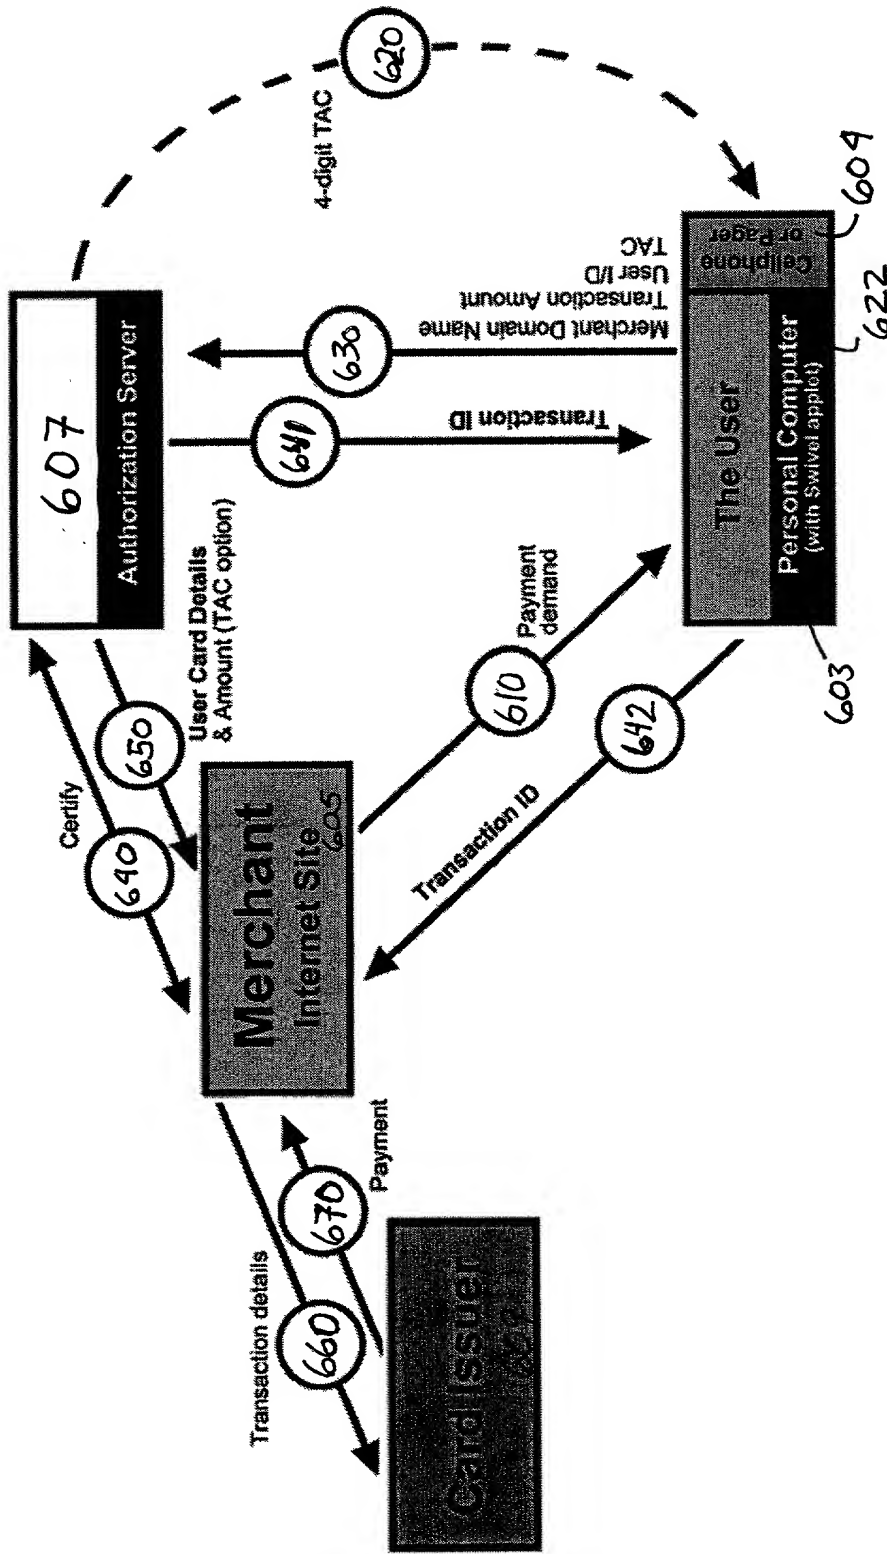 607
Authorization Server
4-digit TAC
620
Certify
640
650
User Card Details
& Amount (TAC option)
641
Transaction ID
630
Merchant Domain Name
Transaction Amount
User I/D
TAC
Merchant
Internet Site
605
610
Payment
demand
642
Transaction ID
The User
Personal Computer
(with Swivel applet)
Cellphone
or Pager
603
622
604
Transaction details
660
670
Payment
Card Issuer